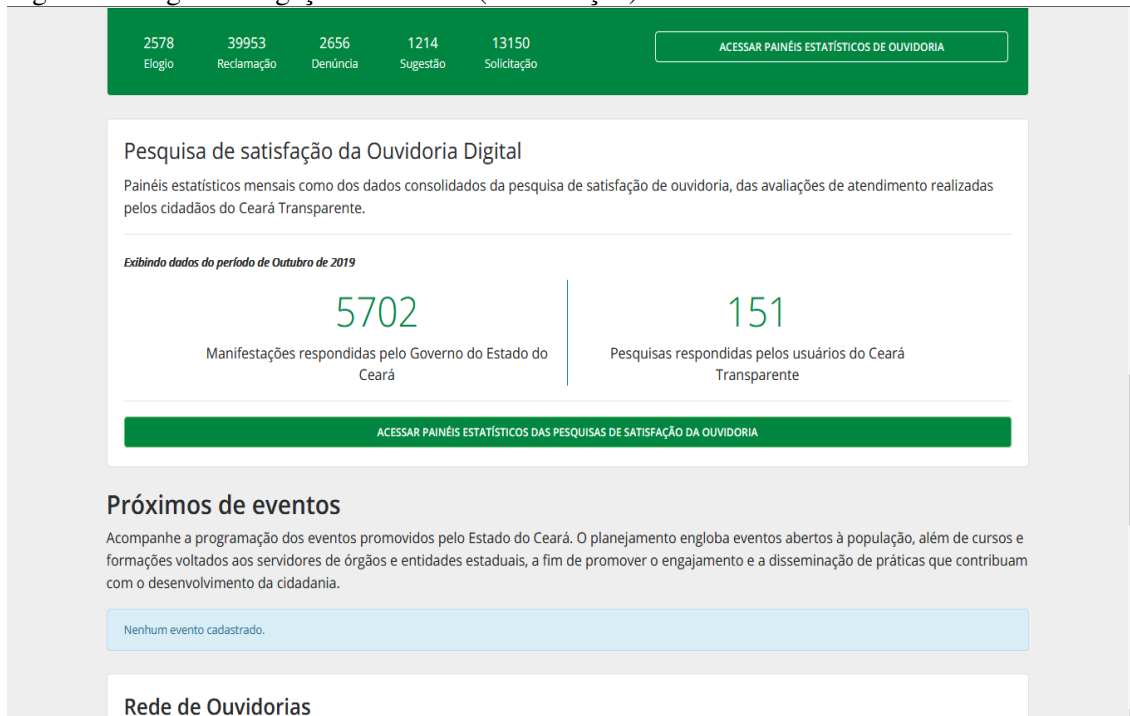 2578 39953 2656 1214 13150
Elogio Reclamação Denúncia Sugestão Solicitação
ACESSAR PAINÉIS ESTATÍSTICOS DE OUVIDORIA
Pesquisa de satisfação da Ouvidoria Digital
Painéis estatísticos mensais como dos dados consolidados da pesquisa de satisfação de ouvidoria, das avaliações de atendimento realizadas
pelos cidadãos do Ceará Transparente.
Exibindo dados do período de Outubro de 2019
5702
Manifestações respondidas pelo Governo do Estado do
Ceará
151
Pesquisas respondidas pelos usuários do Ceará
Transparente
ACESSAR PAINÉIS ESTATÍSTICOS DAS PESQUISAS DE SATISFAÇÃO DA OUVIDORIA
Próximos de eventos
Acompanhe a programação dos eventos promovidos pelo Estado do Ceará. O planejamento engloba eventos abertos à população, além de cursos e
formações voltados aos servidores de órgãos e entidades estaduais, a fim de promover o engajamento e a disseminação de práticas que contribuam
com o desenvolvimento da cidadania.
Nenhum evento cadastrado.
Rede de Ouvidorias